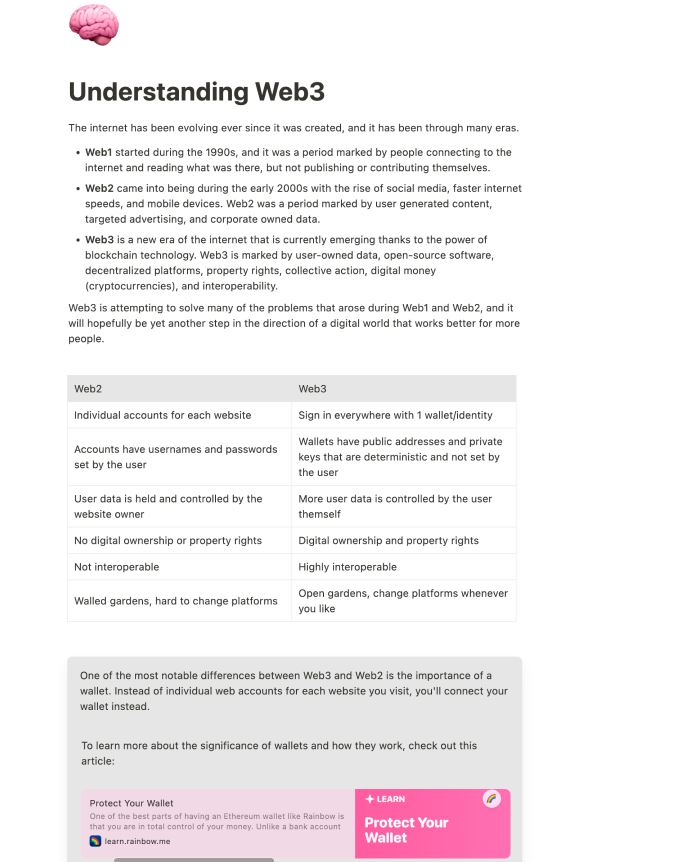 Understanding Web3
The internet has been evolving ever since it was created, and it has been through many eras.
• Web1 started during the 1990s, and it was a period marked by people connecting to the
internet and reading what was there, but not publishing or contributing themselves.
• Web2 came into being during the early 2000s with the rise of social media, faster internet
speeds, and mobile devices. Web2 was a period marked by user generated content,
targeted advertising, and corporate owned data.
• Web3 is a new era of the internet that is currently emerging thanks to the power of
blockchain technology. Web3 is marked by user-owned data, open-source software,
decentralized platforms, property rights, collective action, digital money
(cryptocurrencies), and interoperability.
Web3 is attempting to solve many of the problems that arose during Web1 and Web2, and it
will hopefully be yet another step in the direction of a digital world that works better for more
people.
Web2 Web3
Individual accounts for each website Sign in everywhere with 1 wallet/identity
Accounts have usernames and passwords
set by the user
Wallets have public addresses and private
keys that are deterministic and not set by
the user
User data is held and controlled by the
website owner
More user data is controlled by the user
themself
No digital ownership or property rights Digital ownership and property rights
Not interoperable Highly interoperable
Walled gardens, hard to change platforms
Open gardens, change platforms whenever
you like
One of the most notable differences between Web3 and Web2 is the importance of a
wallet. Instead of individual web accounts for each website you visit, you'll connect your
wallet instead.
To learn more about the significance of wallets and how they work, check out this
article:
Protect Your Wallet
One of the best parts of having an Ethereum wallet like Rainbow is
that you are in total control of your money. Unlike a bank account
learn.rainbow.me
LEARN
Protect Your
Wallet